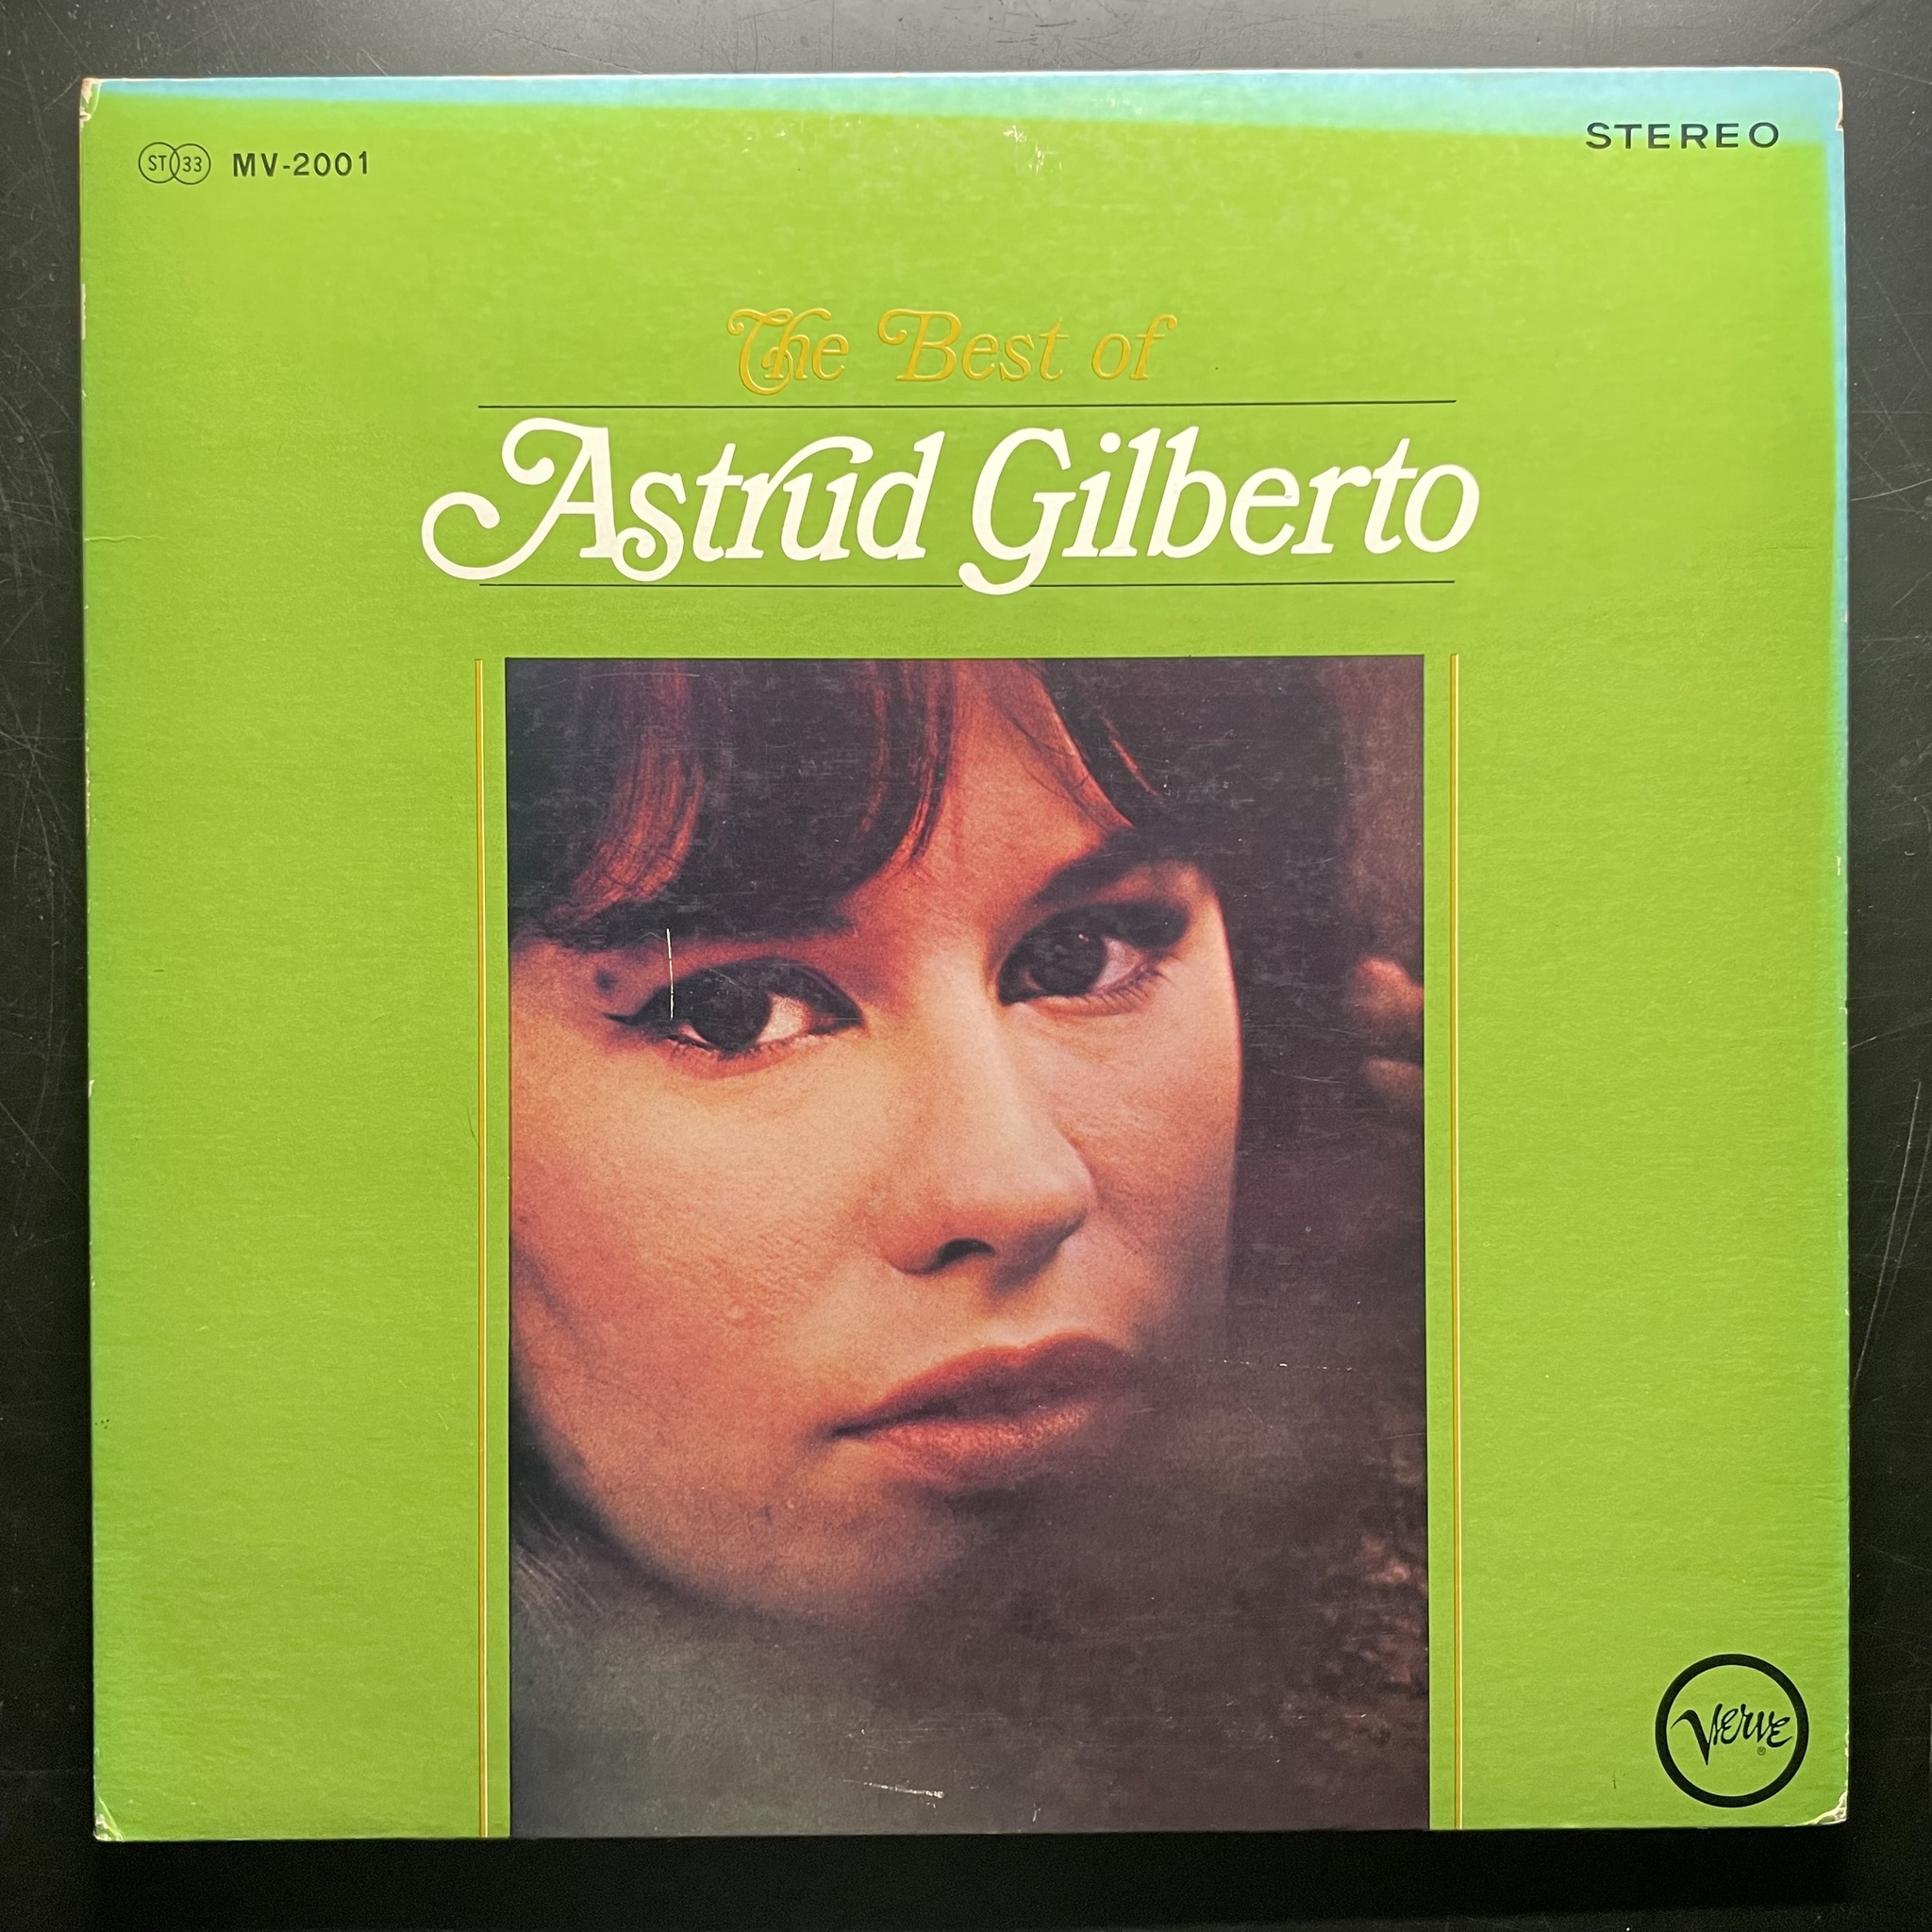 ST 33 MV-2001
STEREO
The Best of
Astrud Gilberto
Verve®